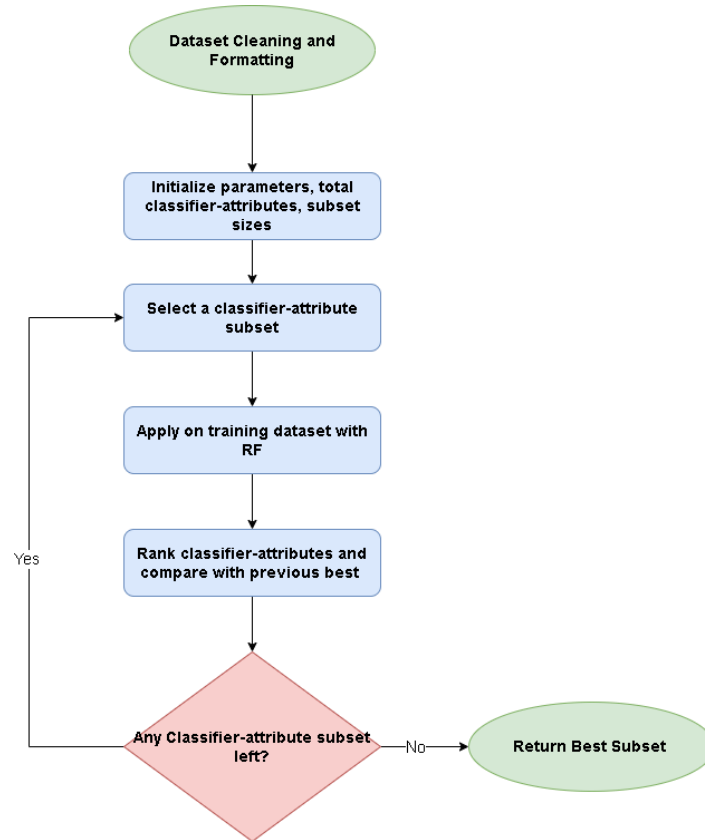 Dataset Cleaning and
Formatting
Initialize parameters, total
classifier-attributes, subset
sizes
Select a classifier-attribute
subset
Apply on training dataset with
RF
Rank classifier-attributes and
compare with previous best
Yes
Any Classifier-attribute subset
left?
No
Return Best Subset